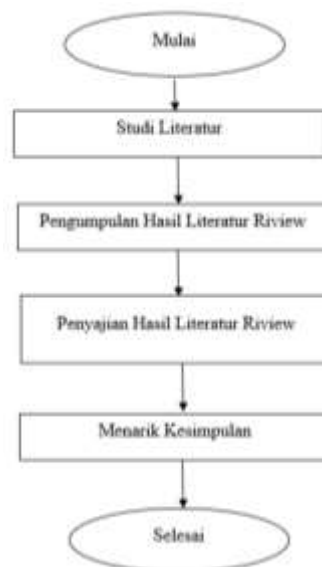 Mulai
Studi Literatur
Pengumpulan Hasil Literatur Riview
Penyajian Hasil Literatur Riview
Menarik Kesimpulan
Selesai